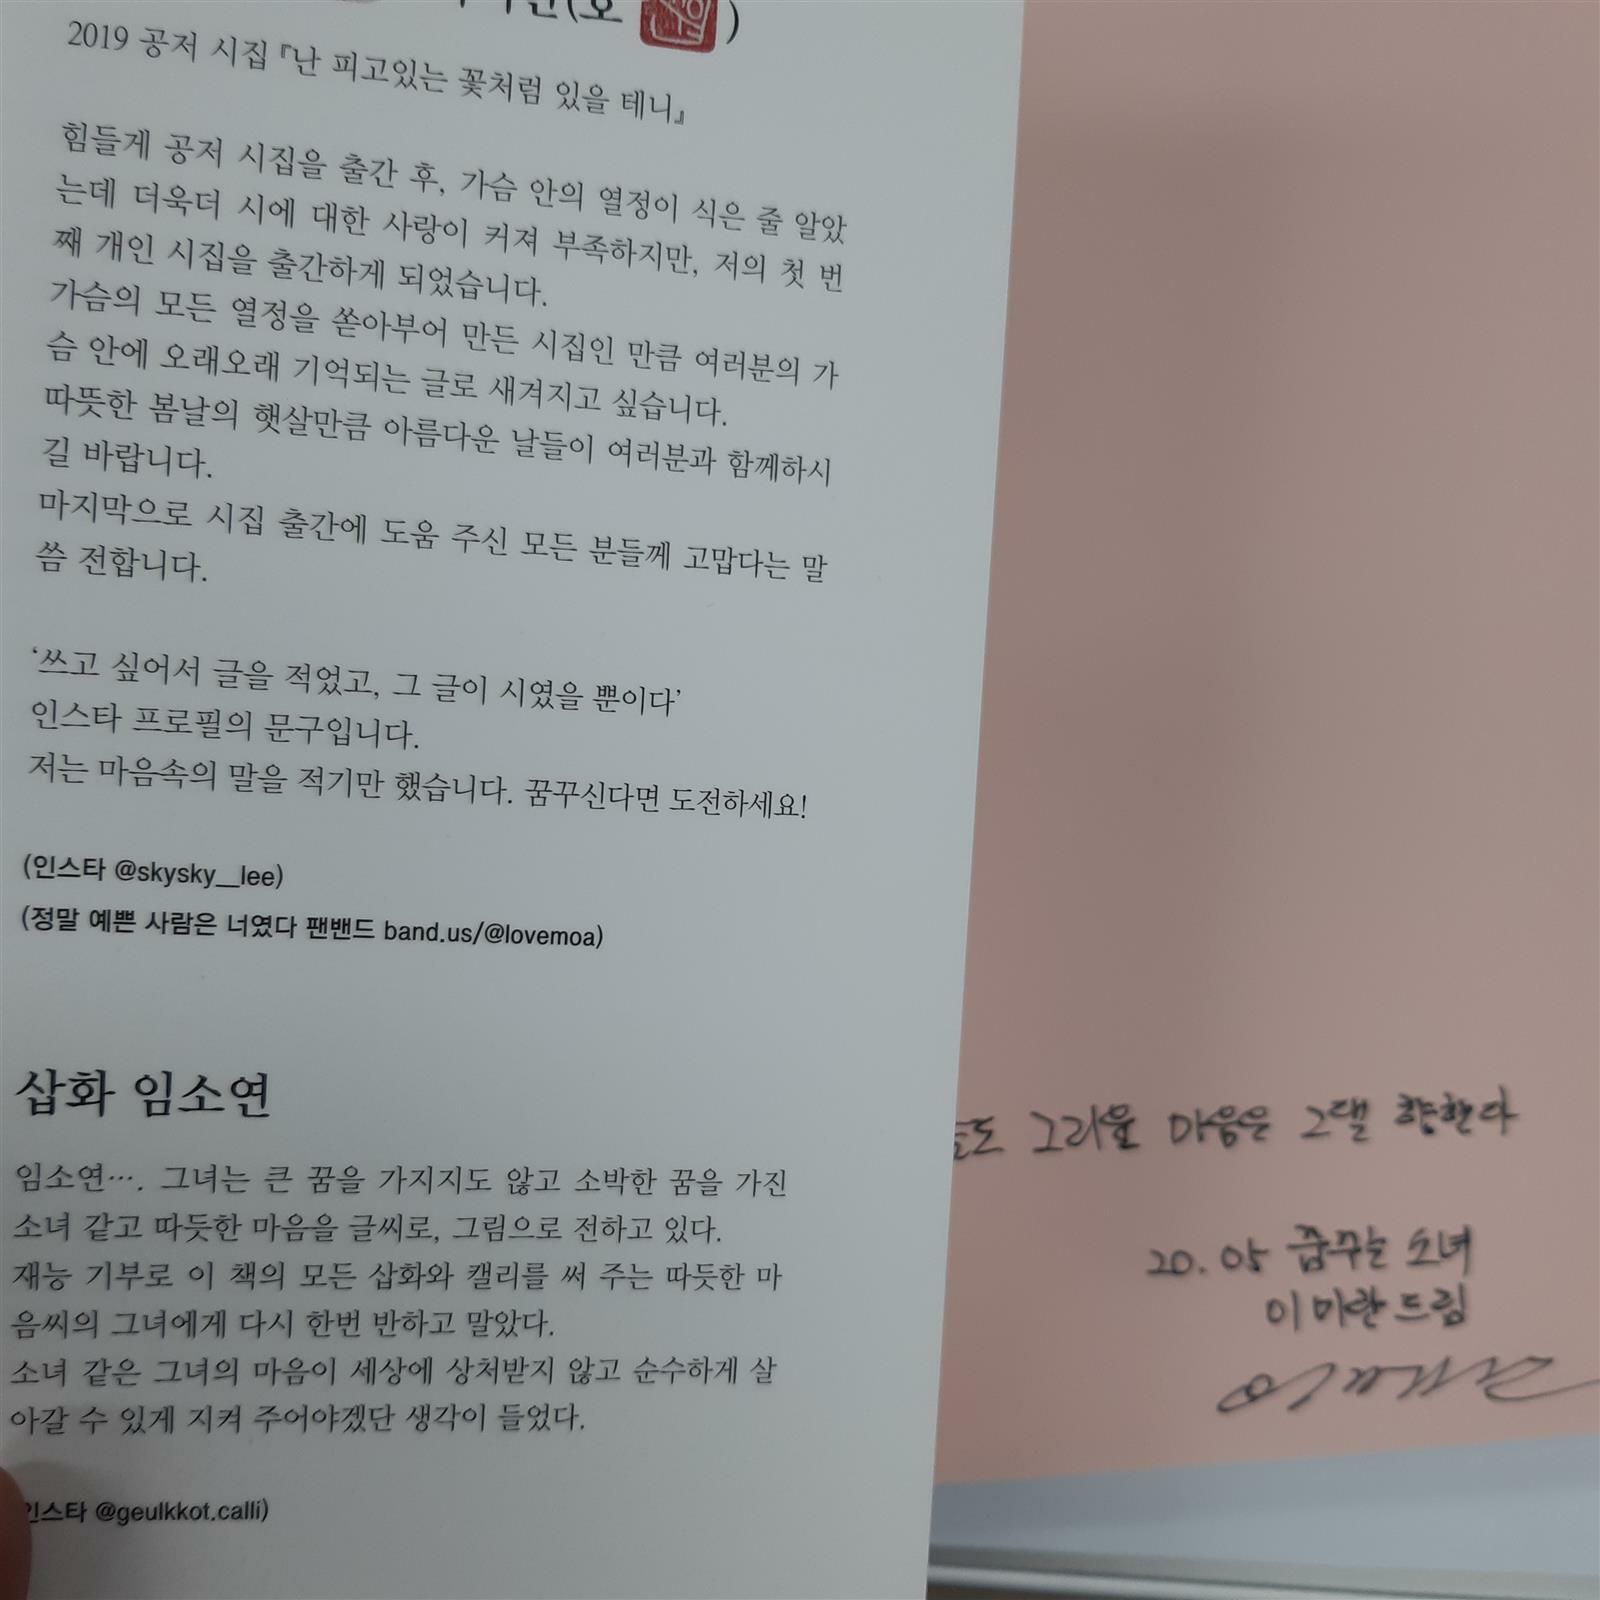 2019 공저 시집 『난 피고있는 꽃처럼 있을 테니』
힘들게 공저 시집을 출간 후, 가슴 안의 열정이 식은 줄 알았
는데 더욱더 시에 대한 사랑이 커져 부족하지만, 저의 첫 번
째 개인 시집을 출간하게 되었습니다.
가슴의 모든 열정을 쏟아부어 만든 시집인 만큼 여러분의 가
슴 안에 오래오래 기억되는 글로 새겨지고 싶습니다.
따뜻한 봄날의 햇살만큼 아름다운 날들이 여러분과 함께하시
길 바랍니다.
마지막으로 시집 출간에 도움 주신 모든 분들께 고맙다는 말
씀 전합니다.
‘쓰고 싶어서 글을 적었고, 그 글이 시였을 뿐이다’
인스타 프로필의 문구입니다.
저는 마음속의 말을 적기만 했습니다. 꿈꾸신다면 도전하세요!
(인스타 @skysky__lee)
(정말 예쁜 사람은 너였다 팬밴드 band.us/@lovemoa)
삽화 임소연
임소연…. 그녀는 큰 꿈을 가지지도 않고 소박한 꿈을 가진
소녀 같고 따듯한 마음을 글씨로, 그림으로 전하고 있다.
재능 기부로 이 책의 모든 삽화와 캘리를 써 주는 따듯한 마
음씨의 그녀에게 다시 한번 반하고 말았다.
소녀 같은 그녀의 마음이 세상에 상처받지 않고 순수하게 살
아갈 수 있게 지켜 주어야겠단 생각이 들었다.
인스타 @geulkkot.calli)
그리울 마음은 그댈 향한다
20. 05 꿈꾸는 소녀
이미란 드림